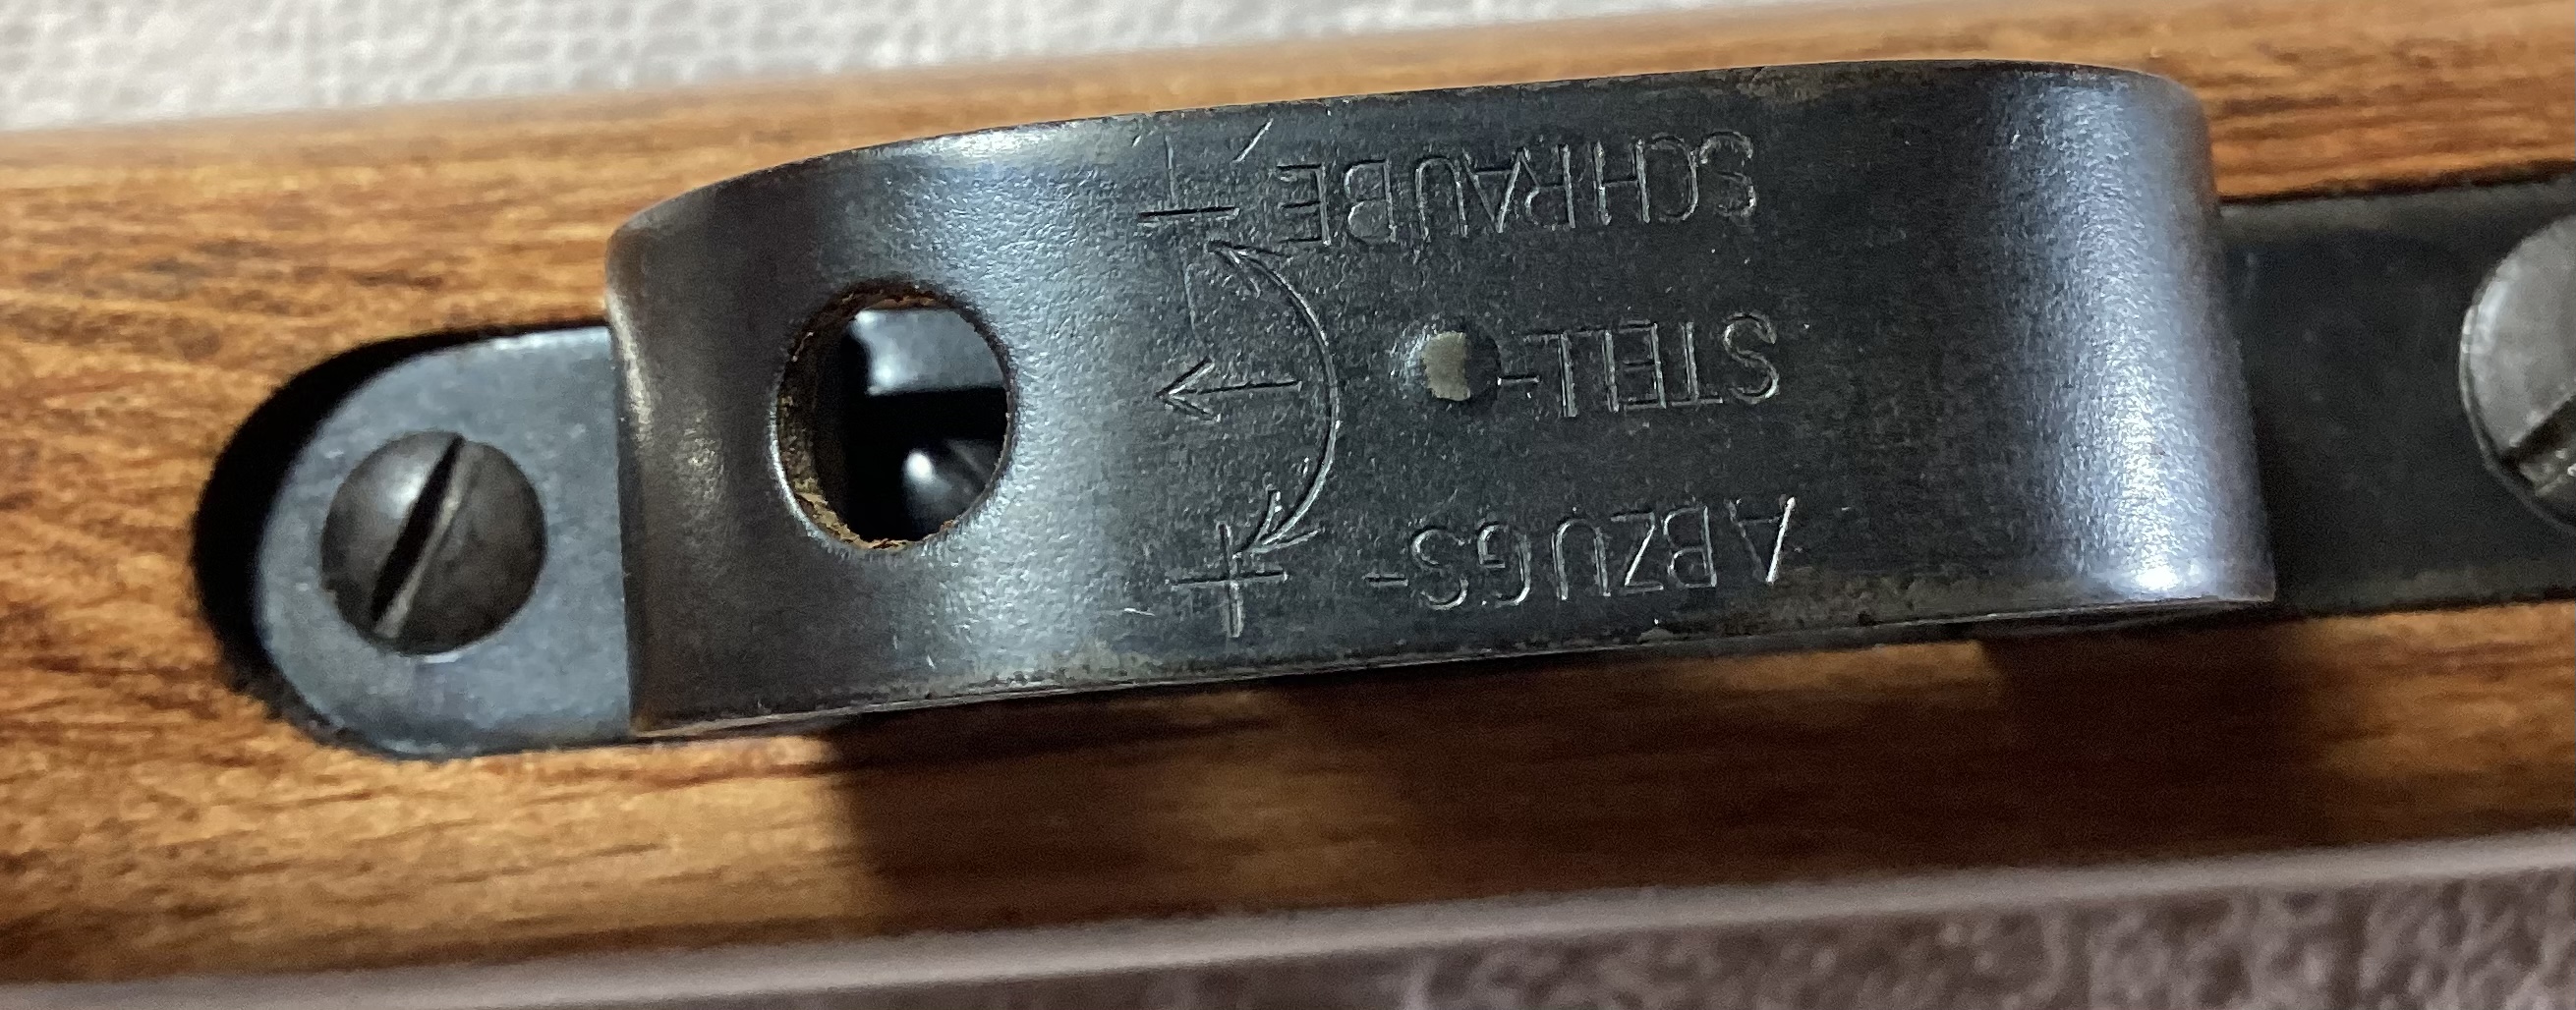 ABZUGS- +
STELL-
SCHRAUBE -